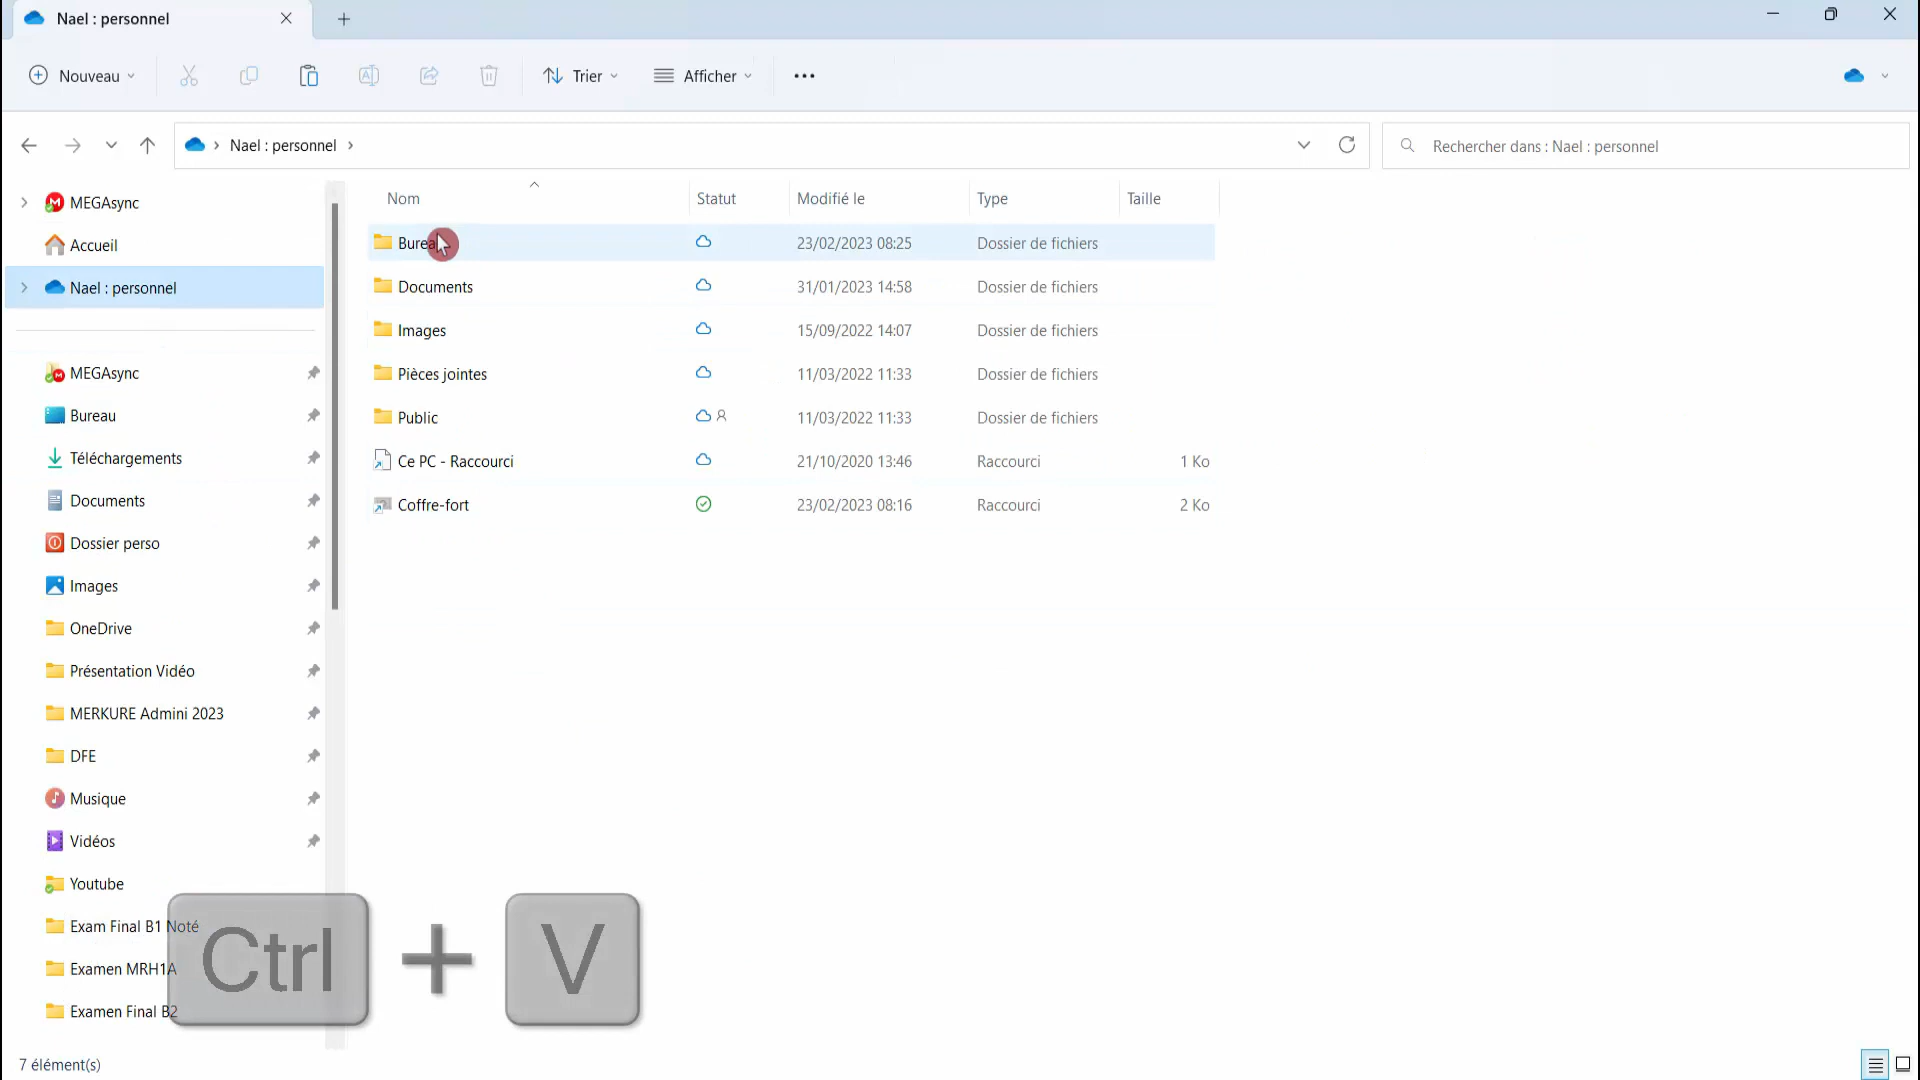 Nael : personnel
Nouveau
Trier
Afficher
Nael : personnel
Rechercher dans : Nael : personnel
MEGAsync
Accueil
Nael : personnel
MEGAsync
Bureau
Téléchargements
Documents
Dossier perso
Images
OneDrive
Présentation Vidéo
MERKURE Admini 2023
DFE
Musique
Vidéos
Youtube
Exam Final B1 Noté
Examen MRH1A
Examen Final B2
Nom Statut Modifié le Type Taille
Bureau 23/02/2023 08:25 Dossier de fichiers
Documents 31/01/2023 14:58 Dossier de fichiers
Images 15/09/2022 14:07 Dossier de fichiers
Pièces jointes 11/03/2022 11:33 Dossier de fichiers
Public 11/03/2022 11:33 Dossier de fichiers
Ce PC - Raccourci 21/10/2020 13:46 Raccourci 1 Ko
Coffre-fort 23/02/2023 08:16 Raccourci 2 Ko
Ctrl + V
7 élément(s)